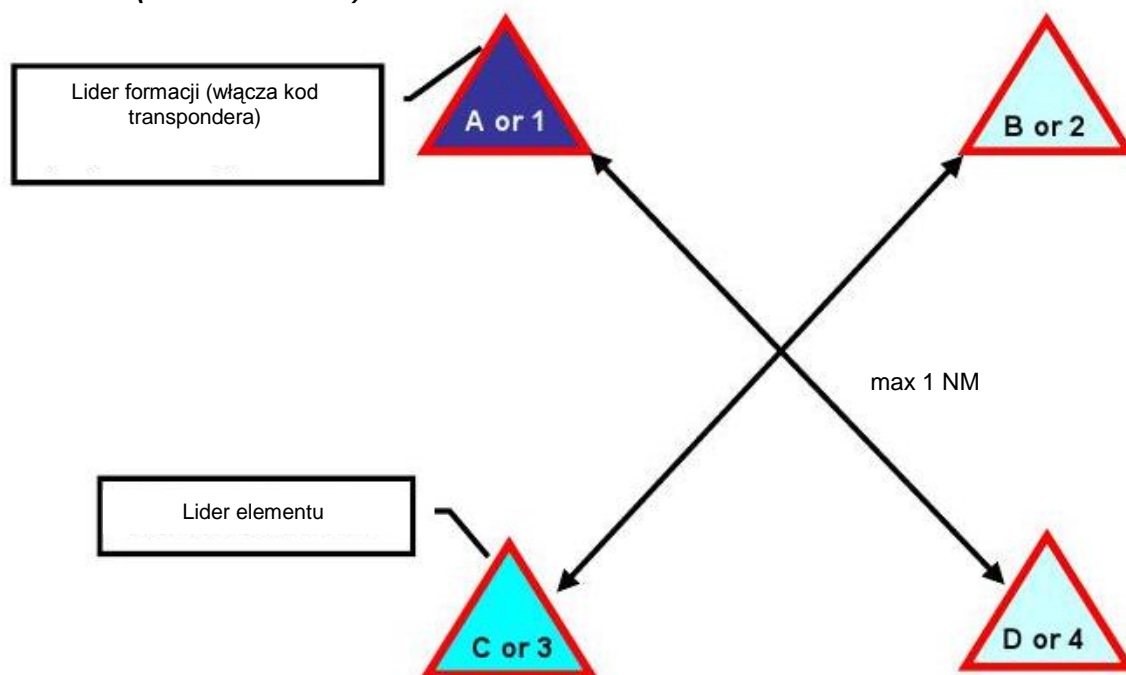 Lider formacji (włącza kod
transpondera)
A or 1
B or 2
max 1 NM
Lider elementu
C or 3
D or 4